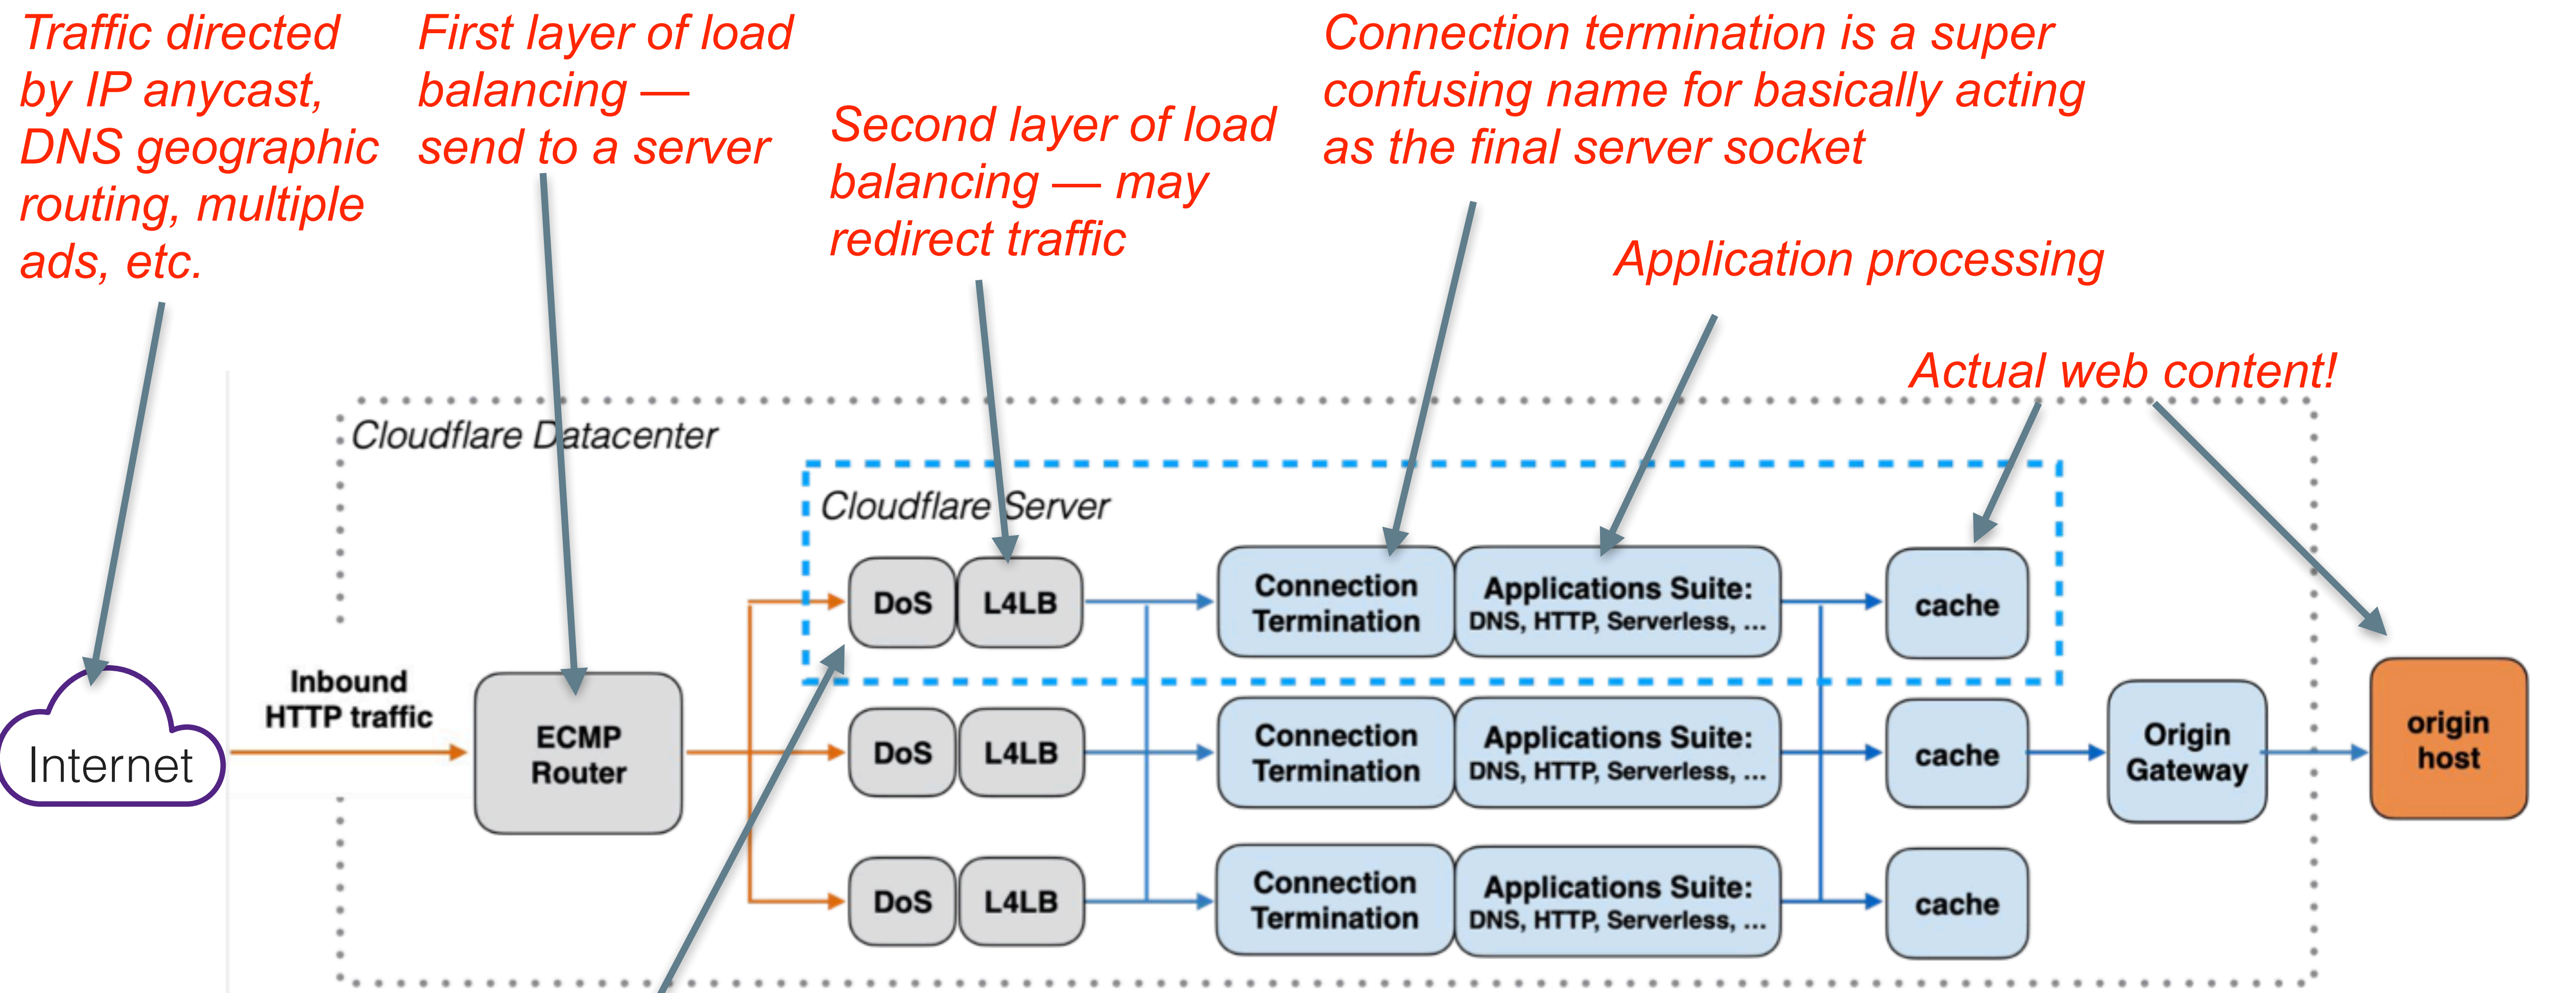 Traffic directed
by IP anycast,
DNS geographic
routing, multiple
ads, etc.
First layer of load
balancing —
send to a server
Second layer of load
balancing — may
redirect traffic
Connection termination is a super
confusing name for basically acting
as the final server socket
Application processing
Actual web content!
Cloudflare Datacenter
Cloudflare Server
Internet
Inbound
HTTP traffic
ECMP
Router
DoS
L4LB
Connection
Termination
Applications Suite:
DNS, HTTP, Serverless, ...
cache
DoS
L4LB
Connection
Termination
Applications Suite:
DNS, HTTP, Serverless, ...
cache
Origin
Gateway
origin
host
DoS
L4LB
Connection
Termination
Applications Suite:
DNS, HTTP, Serverless, ...
cache